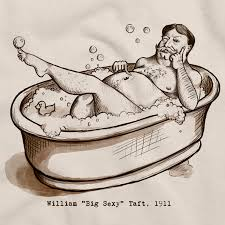 William "Big Sexy" Taft, 1911